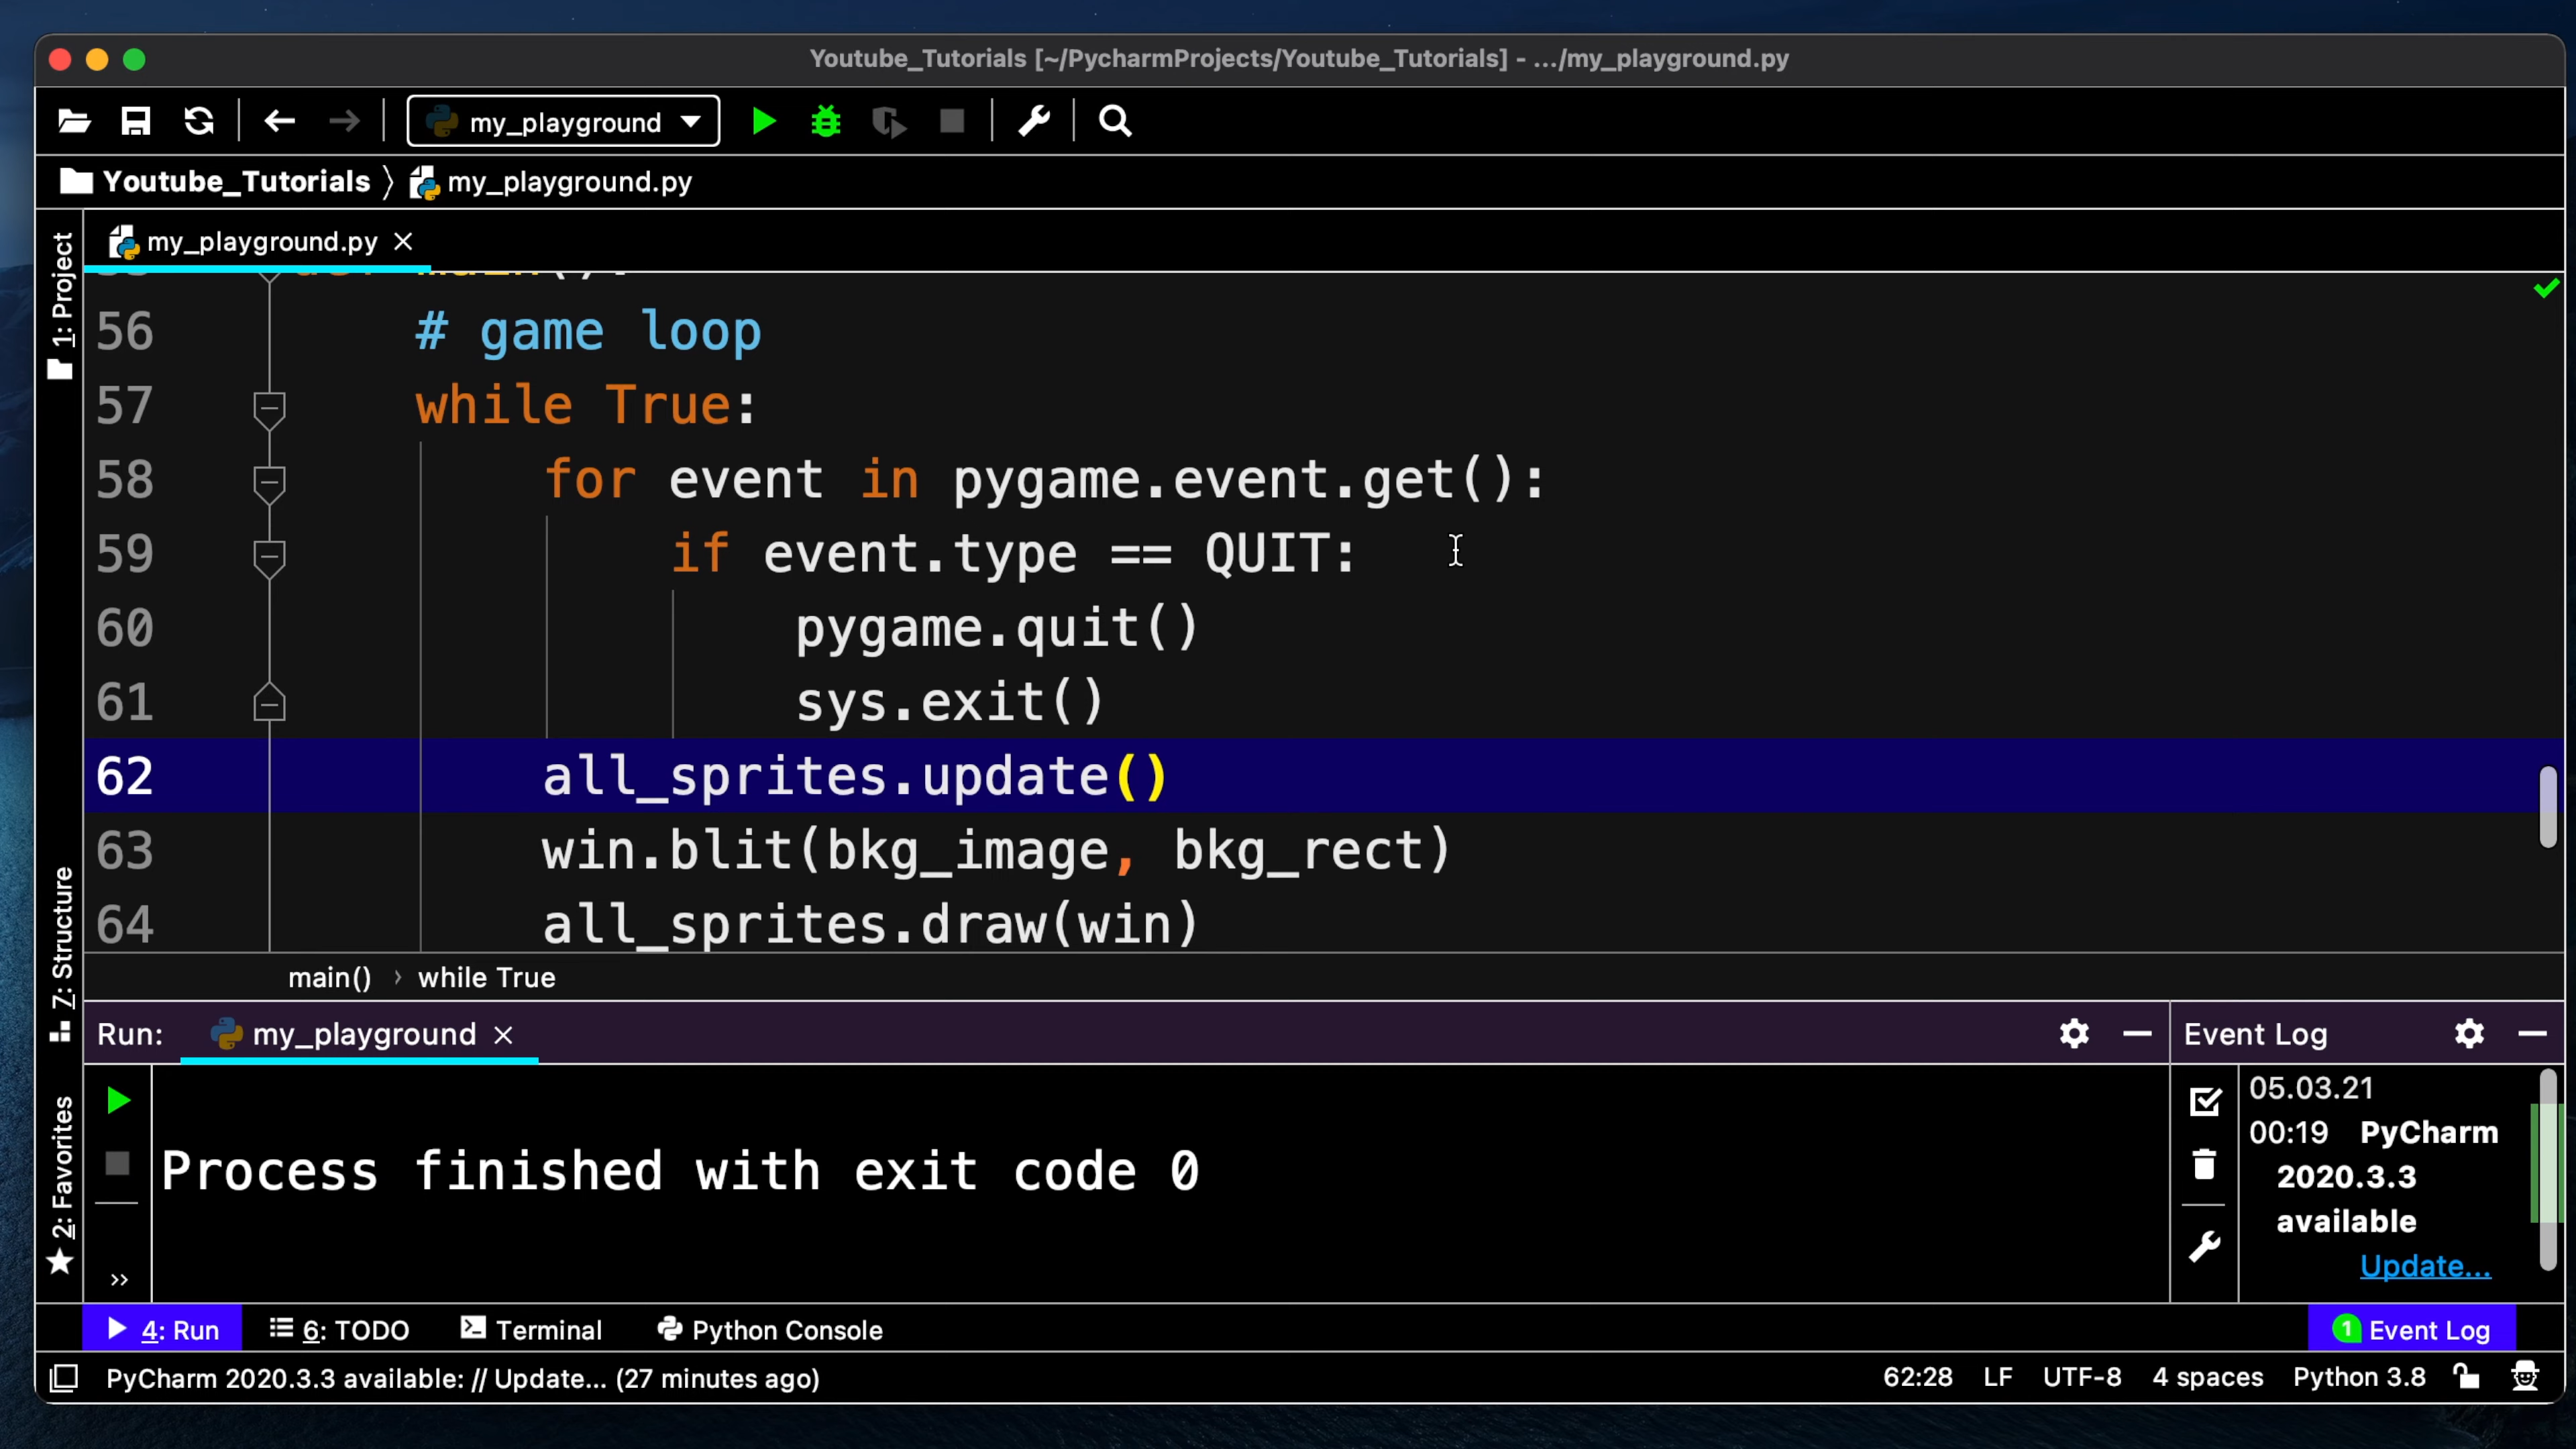 Youtube_Tutorials [~/PycharmProjects/Youtube_Tutorials] - .../my_playground.py
my_playground
Youtube_Tutorials
my_playground.py
my_playground.py
1: Project
7: Structure
2: Favorites
56 # game loop
57 while True:
58 for event in pygame.event.get():
59 if event.type == QUIT:
60 pygame.quit()
61 sys.exit()
62 all_sprites.update()
63 win.blit(bkg_image, bkg_rect)
64 all_sprites.draw(win)
main() › while True
Run: my_playground
Process finished with exit code 0
Event Log
05.03.21
00:19 PyCharm
2020.3.3
available
Update...
4: Run 6: TODO Terminal Python Console 1 Event Log
PyCharm 2020.3.3 available: // Update... (27 minutes ago) 62:28 LF UTF-8 4 spaces Python 3.8